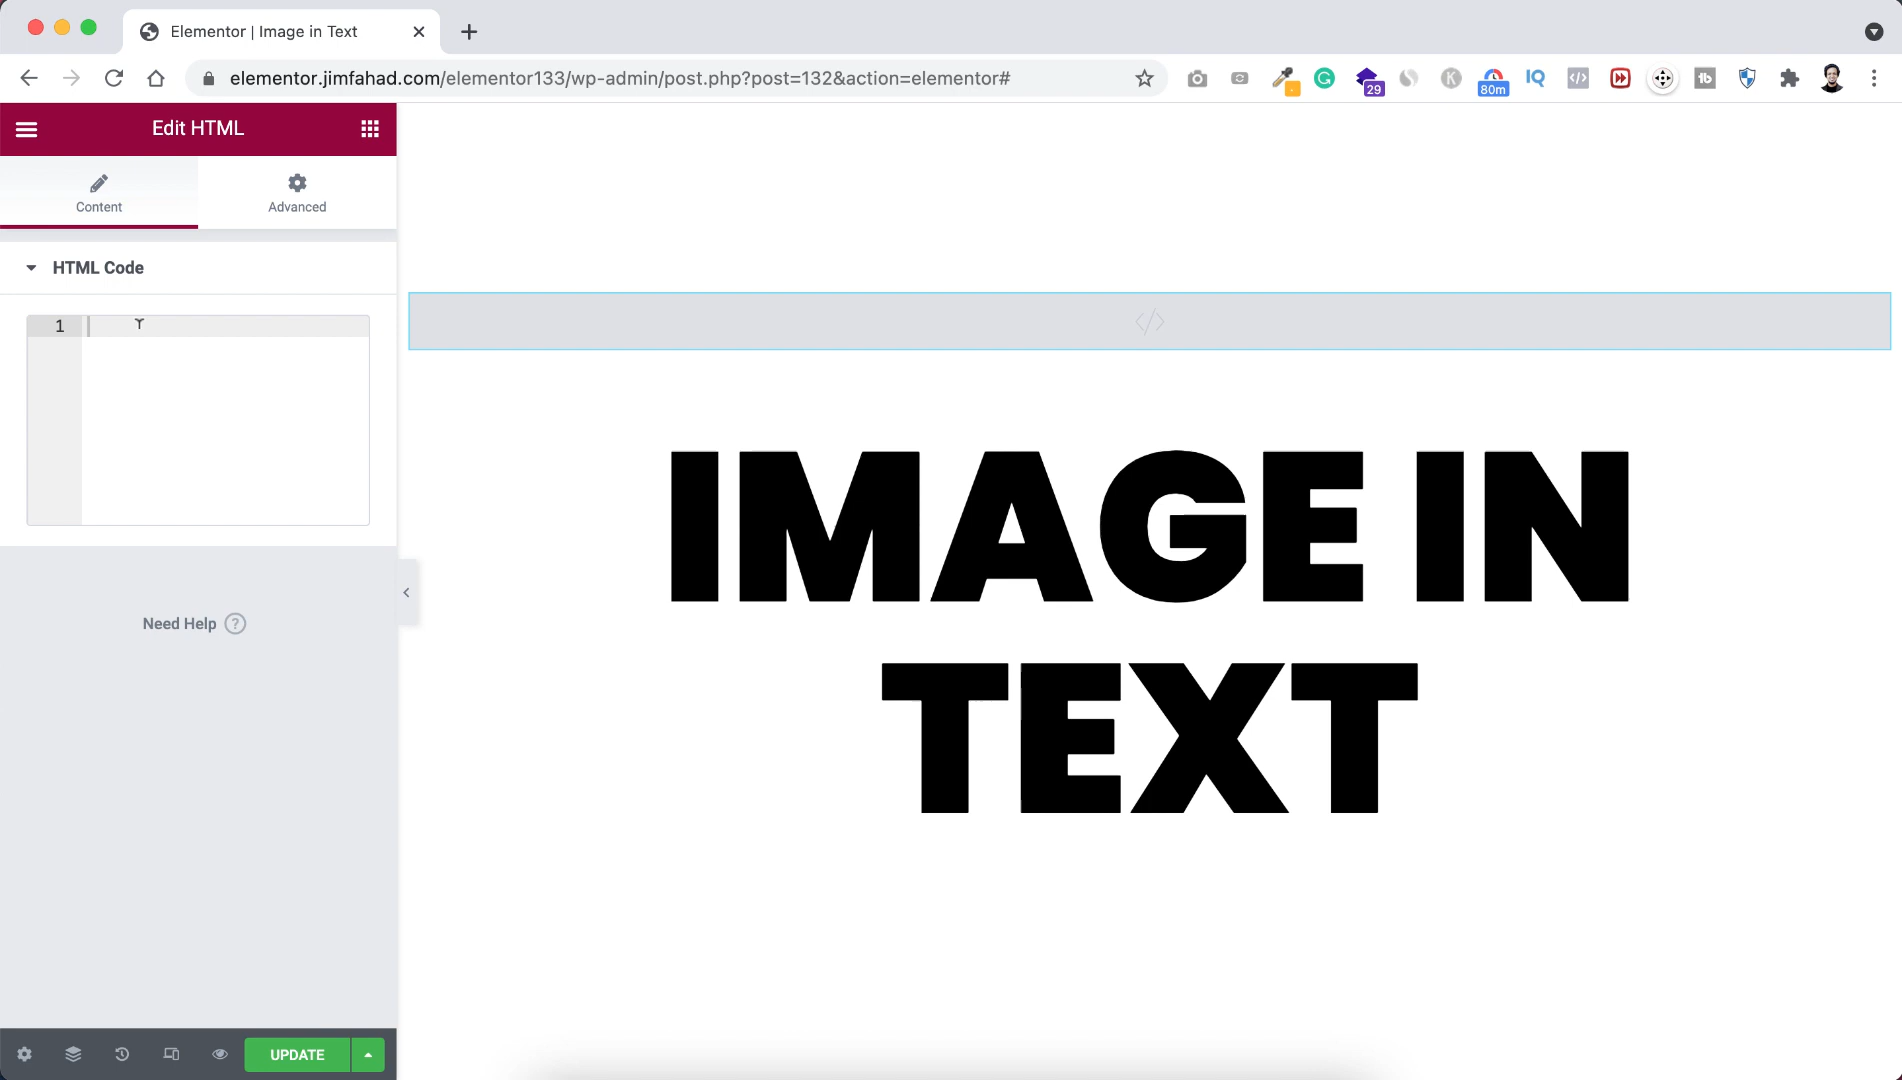 Elementor | Image in Text
elementor.jimfahad.com/elementor133/wp-admin/post.php?post=132&action=elementor#
29
80m
IQ
K
tb
Edit HTML
Content
Advanced
HTML Code
1
</>
IMAGE IN
TEXT
Need Help ?
UPDATE